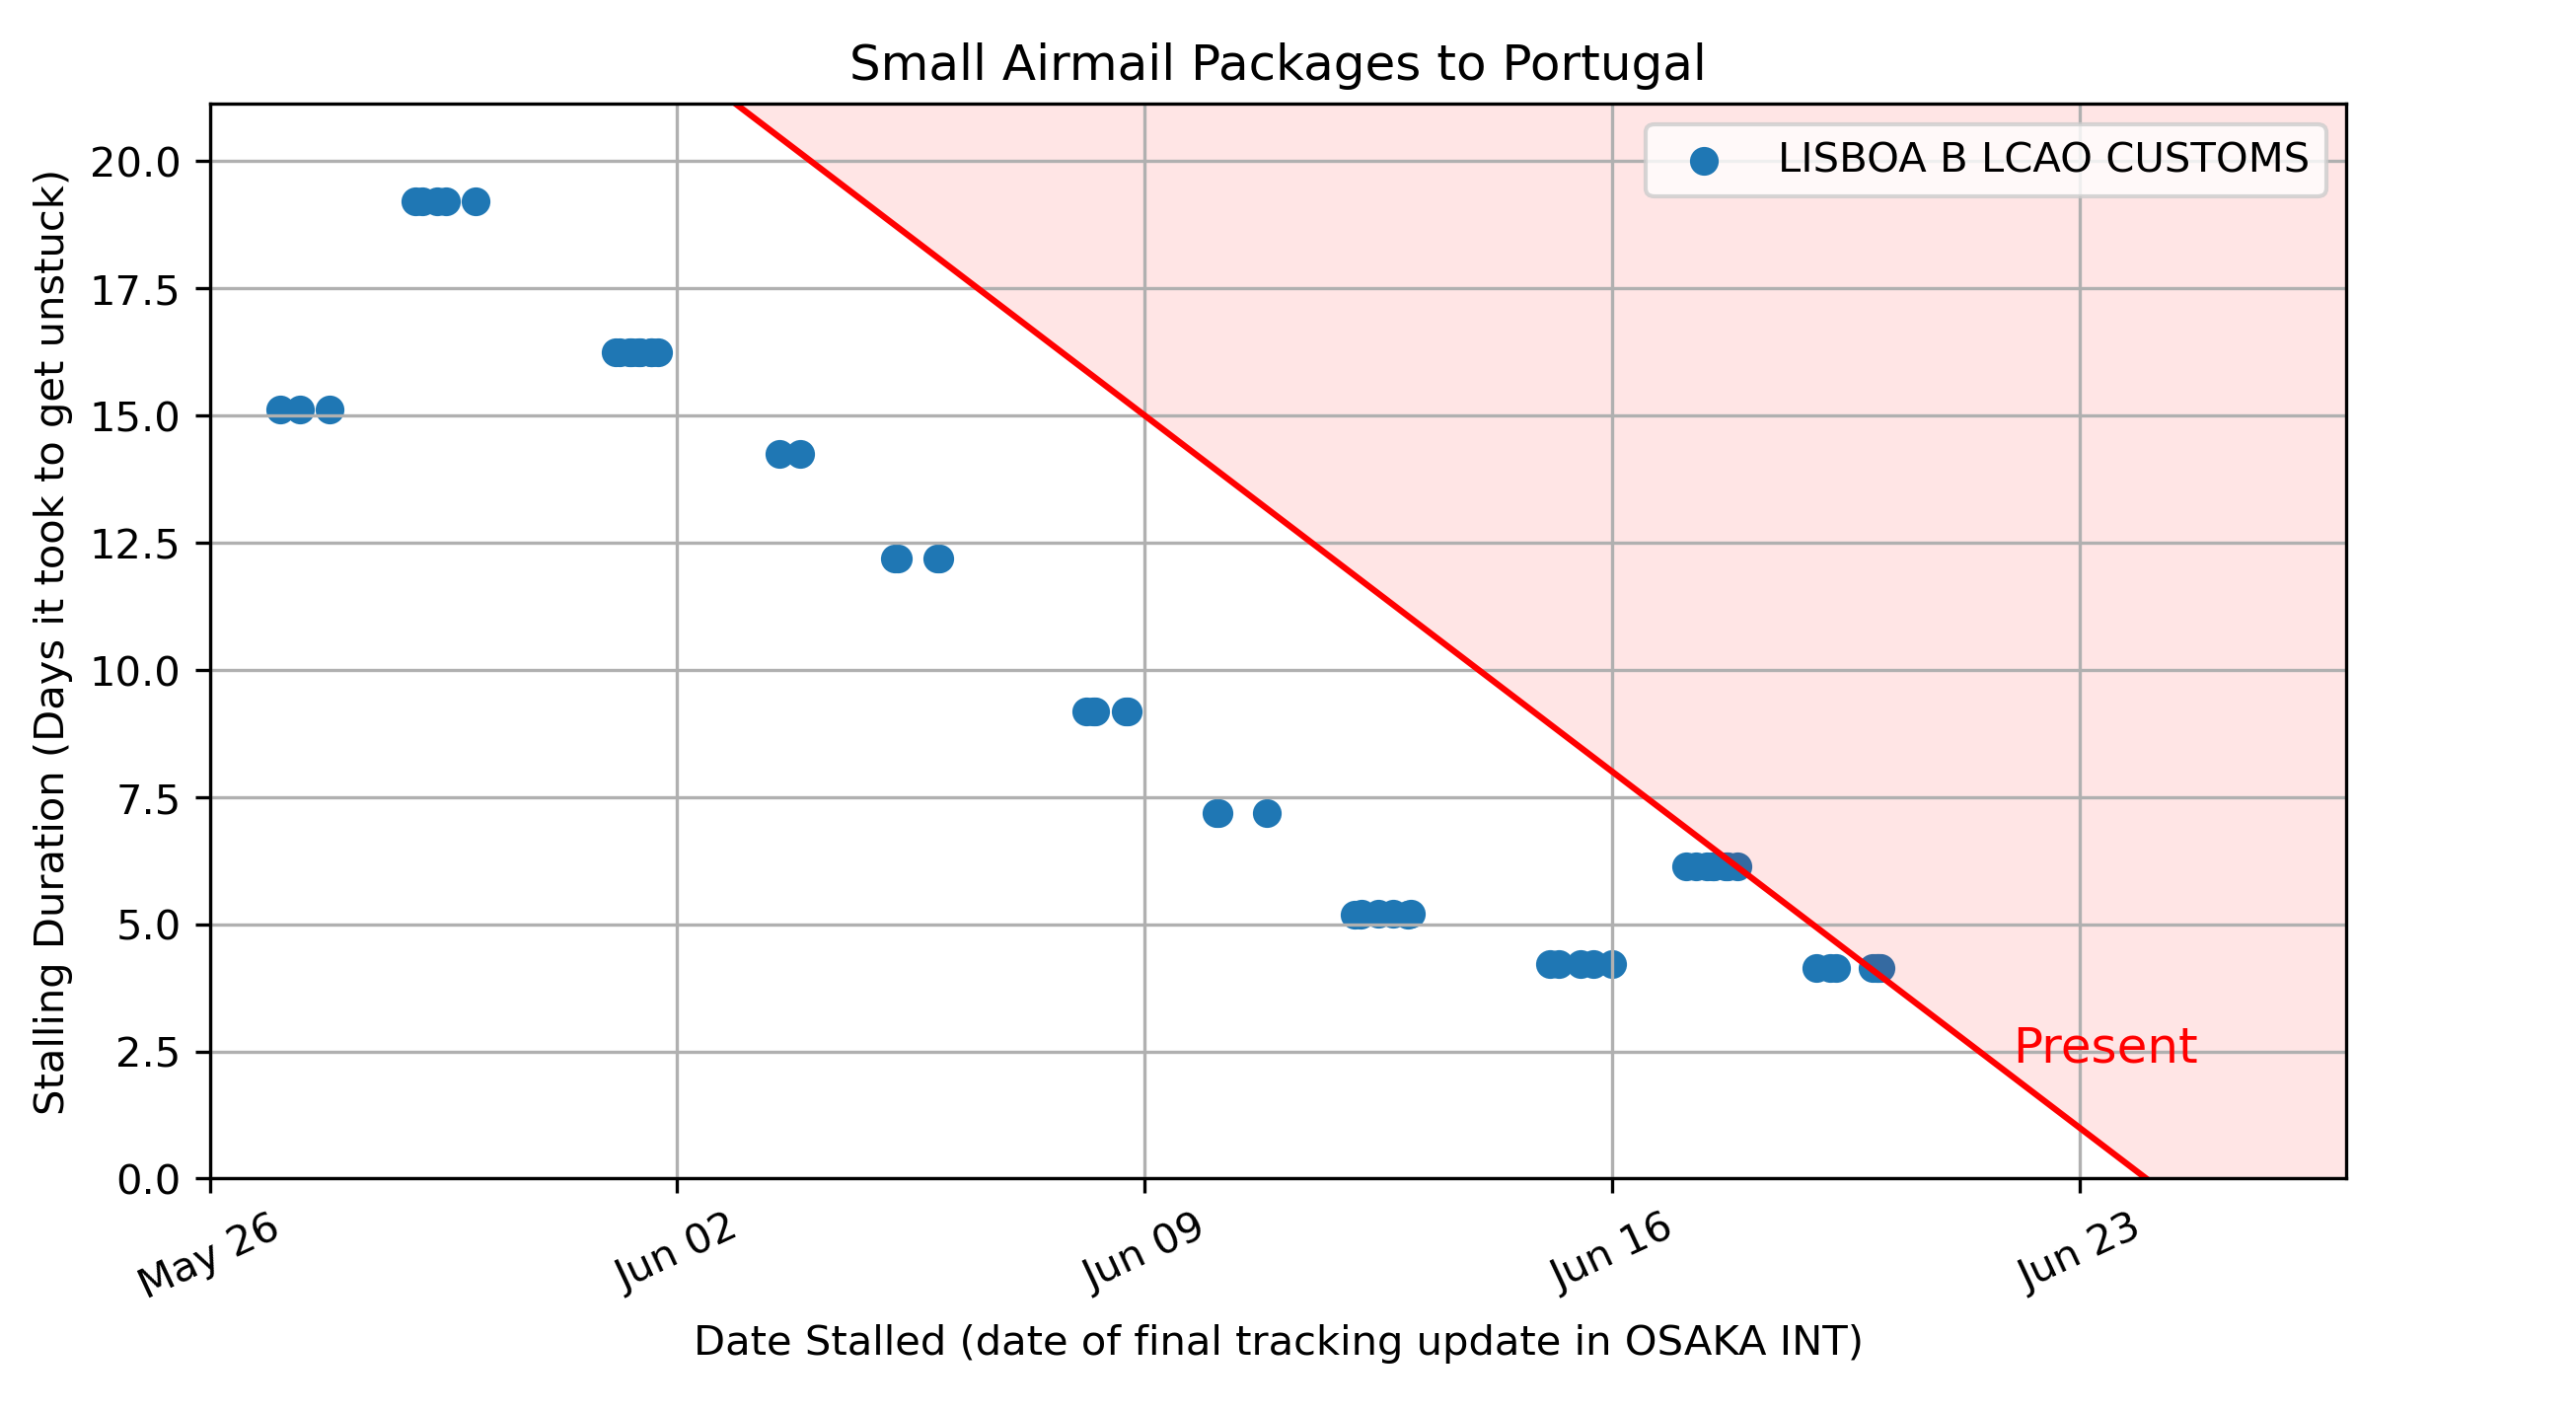 Small Airmail Packages to Portugal
LISBOA B LCAO CUSTOMS
Stalling Duration (Days it took to get unstuck)
20.0
17.5
15.0
12.5
10.0
7.5
5.0
2.5
0.0
Present
May 26
Jun 02
Jun 09
Jun 16
Jun 23
Date Stalled (date of final tracking update in OSAKA INT)